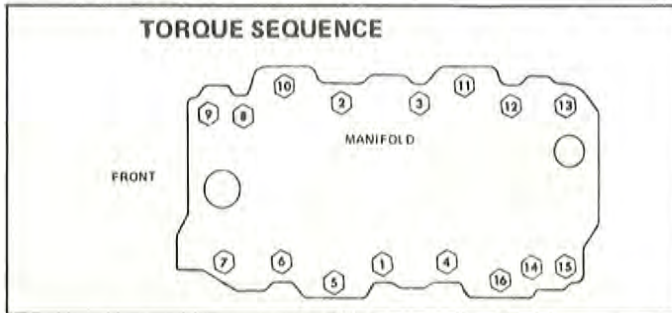 TORQUE SEQUENCE
10 11
9 8 2 3 12 13
MANIFOLD
FRONT
7 6 5 1 4 16 14 15